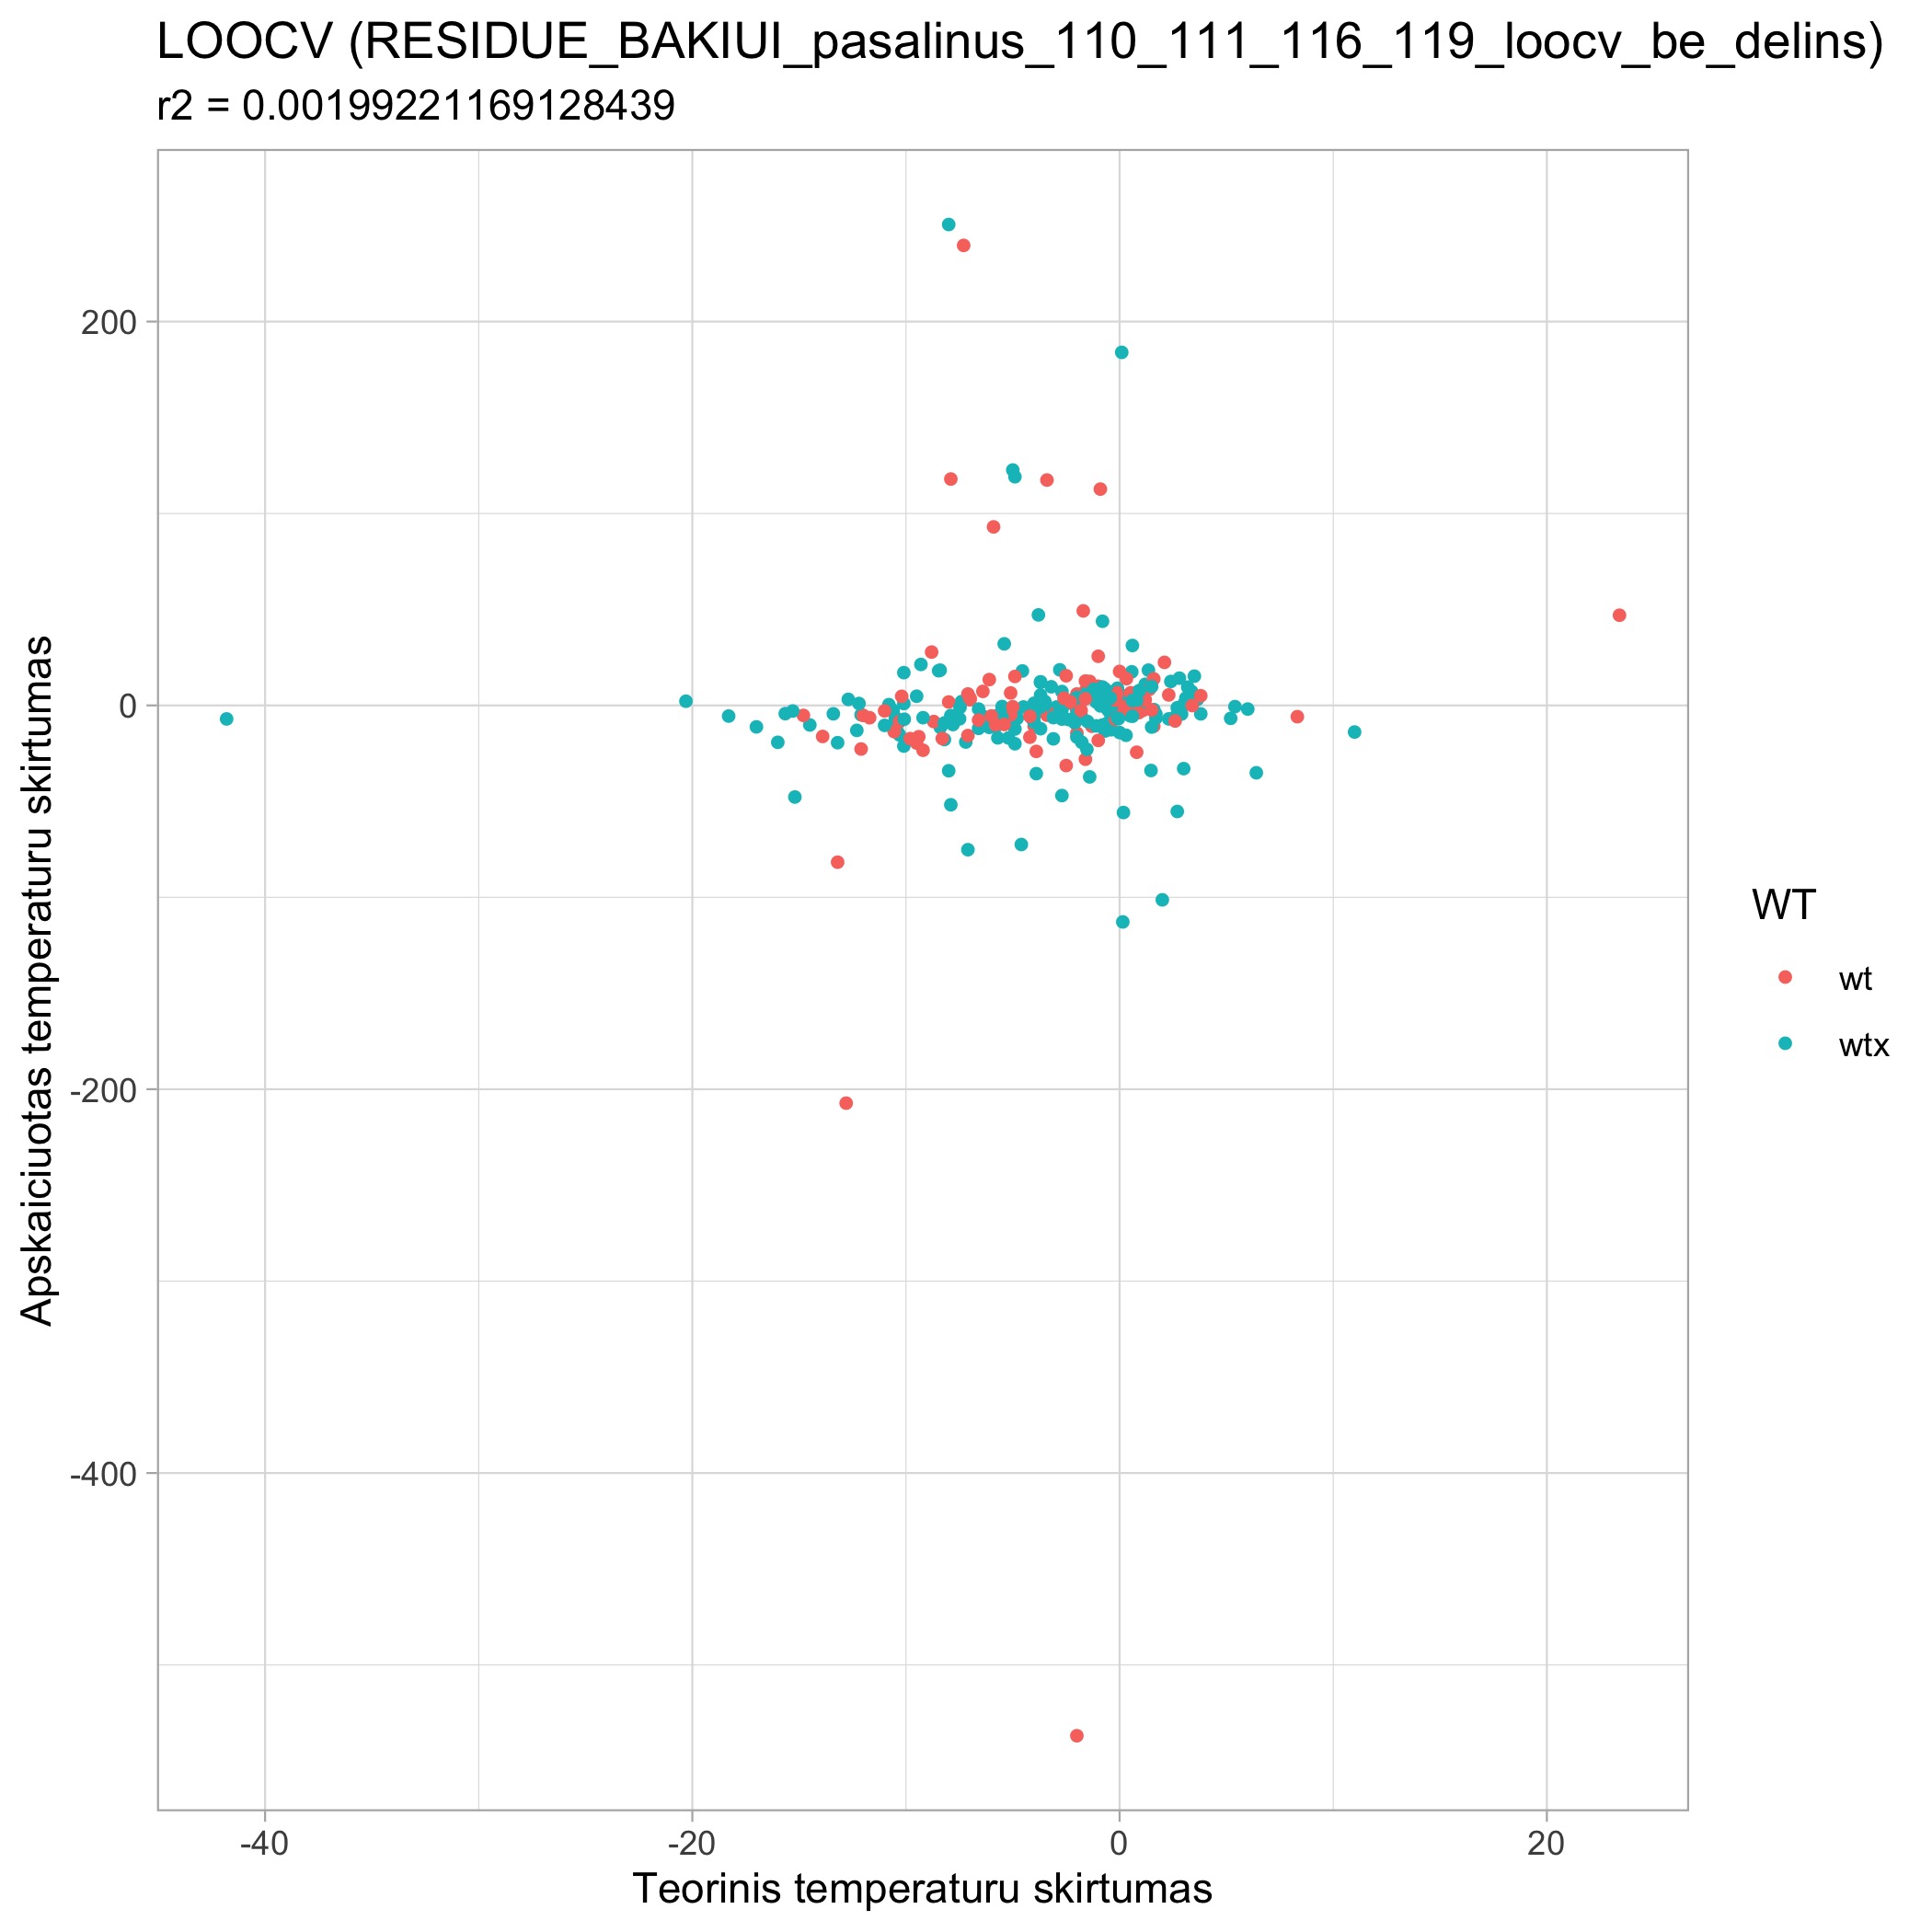 LOOCV (RESIDUE_BAKIUI_pasalinus_110_111_116_119_loocv_be_delins)
r2 = 0.00199221169128439
200
0
-200
-400
Apskaiciuotas temperaturu skirtumas
-40
-20
0
20
Teorinis temperaturu skirtumas
WT
wt
wtx